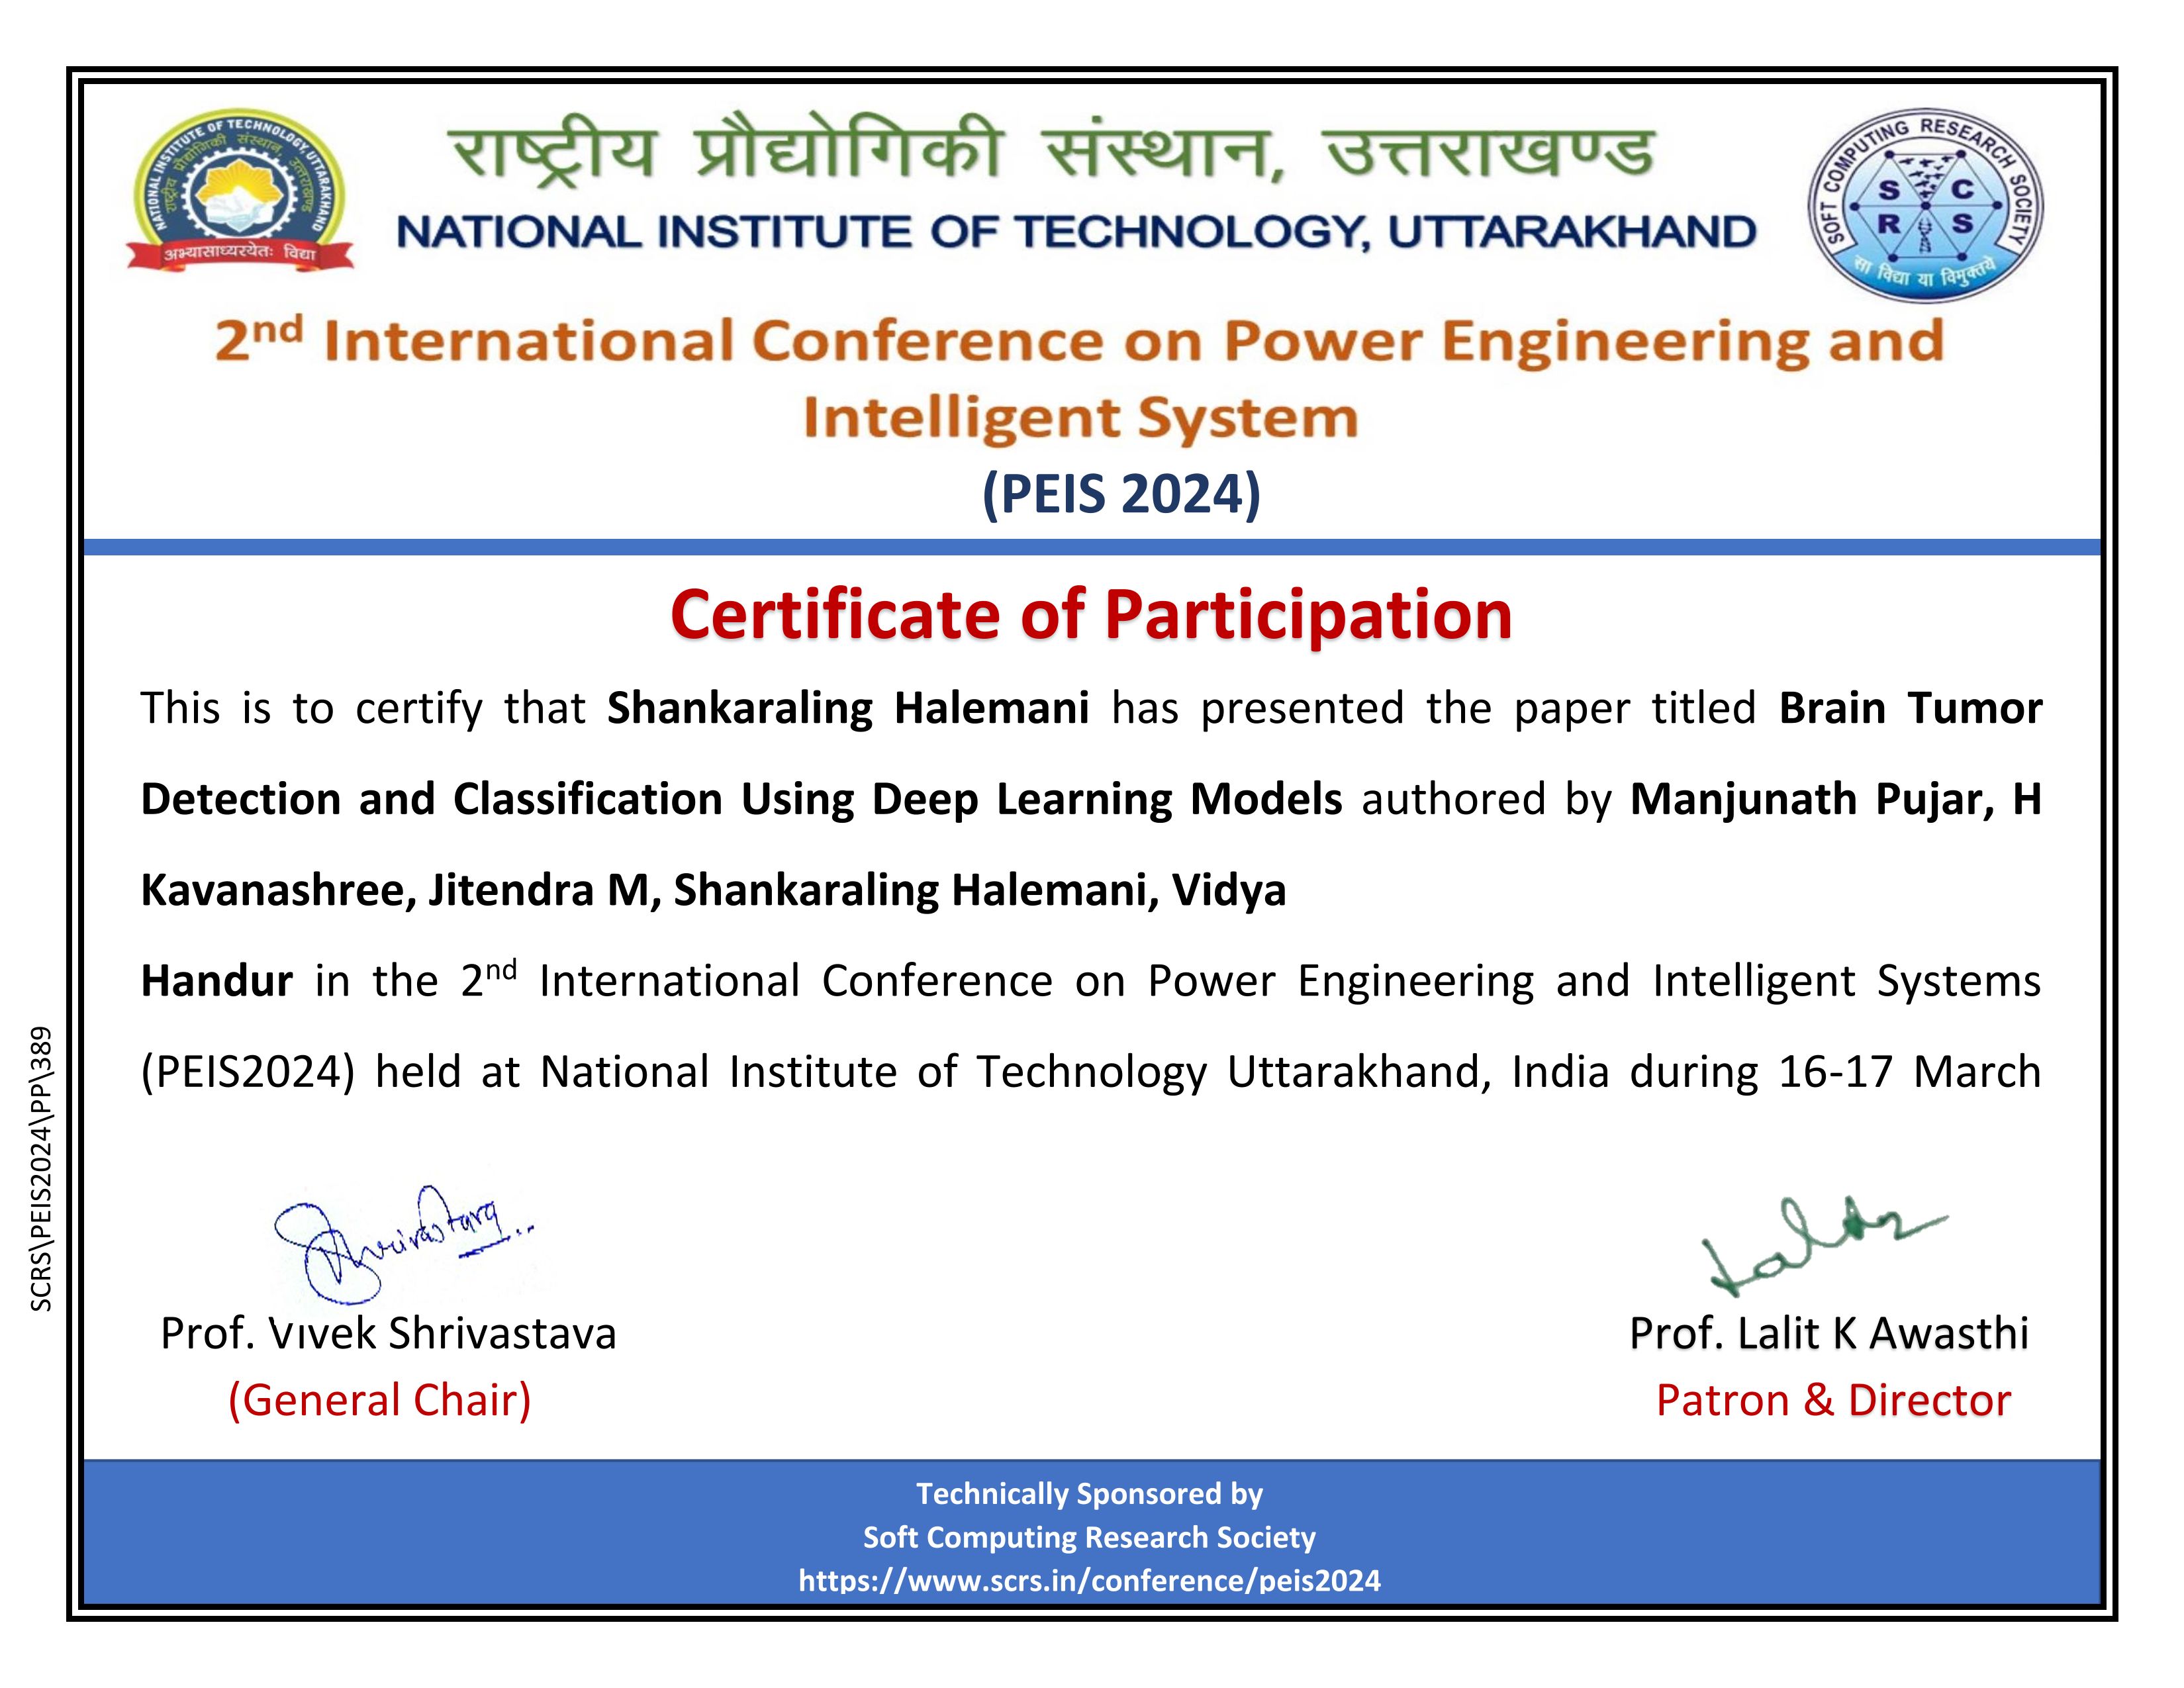 NATIONAL INSTITUTE OF TECHNOLOGY, UTTARAKHAND
राष्ट्रीय प्रौद्योगिकी संस्थान उत्तराखण्ड
विद्या
राष्ट्रीय प्रौद्योगिकी संस्थान, उत्तराखण्ड
NATIONAL INSTITUTE OF TECHNOLOGY, UTTARAKHAND
SOFT COMPUTING RESEARCH SOCIETY
S C
R S
सा विद्या या विमुक्तये
2nd International Conference on Power Engineering and
Intelligent System
(PEIS 2024)
Certificate of Participation
This is to certify that Shankaraling Halemani has presented the paper titled Brain Tumor
Detection and Classification Using Deep Learning Models authored by Manjunath Pujar, H
Kavanashree, Jitendra M, Shankaraling Halemani, Vidya
Handur in the 2nd International Conference on Power Engineering and Intelligent Systems
(PEIS2024) held at National Institute of Technology Uttarakhand, India during 16-17 March
SCRS\PEIS2024\PP\389
Shrivastava
Prof. Vivek Shrivastava
(General Chair)
Prof. Lalit K Awasthi
Patron & Director
Technically Sponsored by
Soft Computing Research Society
https://www.scrs.in/conference/peis2024